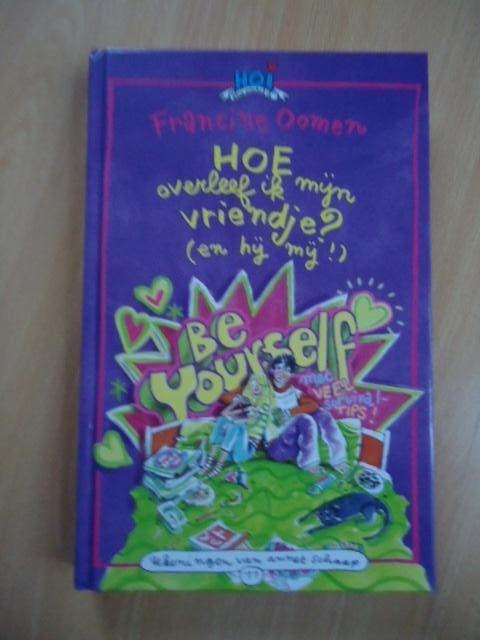 HOI
Francine Oomen
HOE
overleef ik mijn
vriendje?
(en hij mij!)
Be
Yourself
met
VEEL
survival-
TIPS!
tekeningen van annet schaap